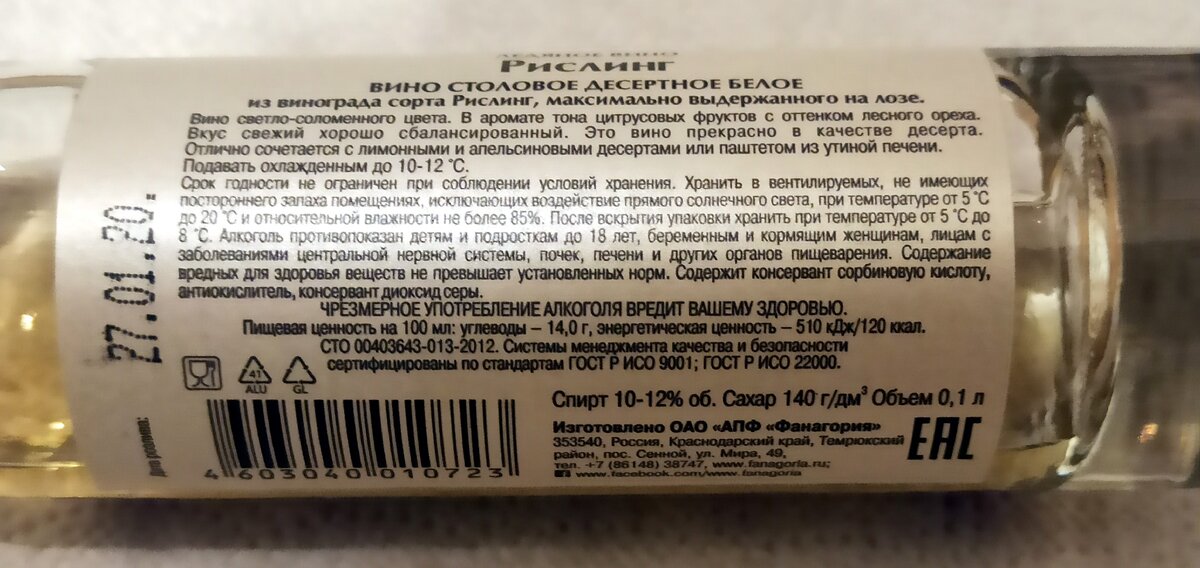 ЛЕДЯНОЕ ВИНО
Рислинг
ВИНО СТОЛОВОЕ ДЕСЕРТНОЕ БЕЛОЕ
из винограда сорта Рислинг, максимально выдержанного на лозе.
Вино светло-соломенного цвета. В аромате тона цитрусовых фруктов с оттенком лесного ореха.
Вкус свежий хорошо сбалансированный. Это вино прекрасно в качестве десерта.
Отлично сочетается с лимонными и апельсиновыми десертами или паштетом из утиной печени.
Подавать охлажденным до 10-12 °С.
Срок годности не ограничен при соблюдении условий хранения. Хранить в вентилируемых, не имеющих
постороннего запаха помещениях, исключающих воздействие прямого солнечного света, при температуре от 5 °С
до 20 °С и относительной влажности не более 85%. После вскрытия упаковки хранить при температуре от 5 °С до
8 °С. Алкоголь противопоказан детям и подросткам до 18 лет, беременным и кормящим женщинам, лицам с
заболеваниями центральной нервной системы, почек, печени и других органов пищеварения. Содержание
вредных для здоровья веществ не превышает установленных норм. Содержит консервант сорбиновую кислоту,
антиокислитель, консервант диоксид серы.
ЧРЕЗМЕРНОЕ УПОТРЕБЛЕНИЕ АЛКОГОЛЯ ВРЕДИТ ВАШЕМУ ЗДОРОВЬЮ.
Пищевая ценность на 100 мл: углеводы – 14,0 г, энергетическая ценность – 510 кДж/120 ккал.
СТО 00403643-013-2012. Системы менеджмента качества и безопасности
сертифицированы по стандартам ГОСТ Р ИСО 9001; ГОСТ Р ИСО 22000.
41
ALU
GL
Спирт 10-12% об. Сахар 140 г/дм³ Объем 0,1 л
Изготовлено ОАО «АПФ «Фанагория»
353540, Россия, Краснодарский край, Темрюкский
район, пос. Сенной, ул. Мира, 49,
тел. +7 (86148) 38747, www.fanagoria.ru;
www.facebook.com/www.fanagoria
EAC
4 603040 010723
Дата розлива:
27.01.20.